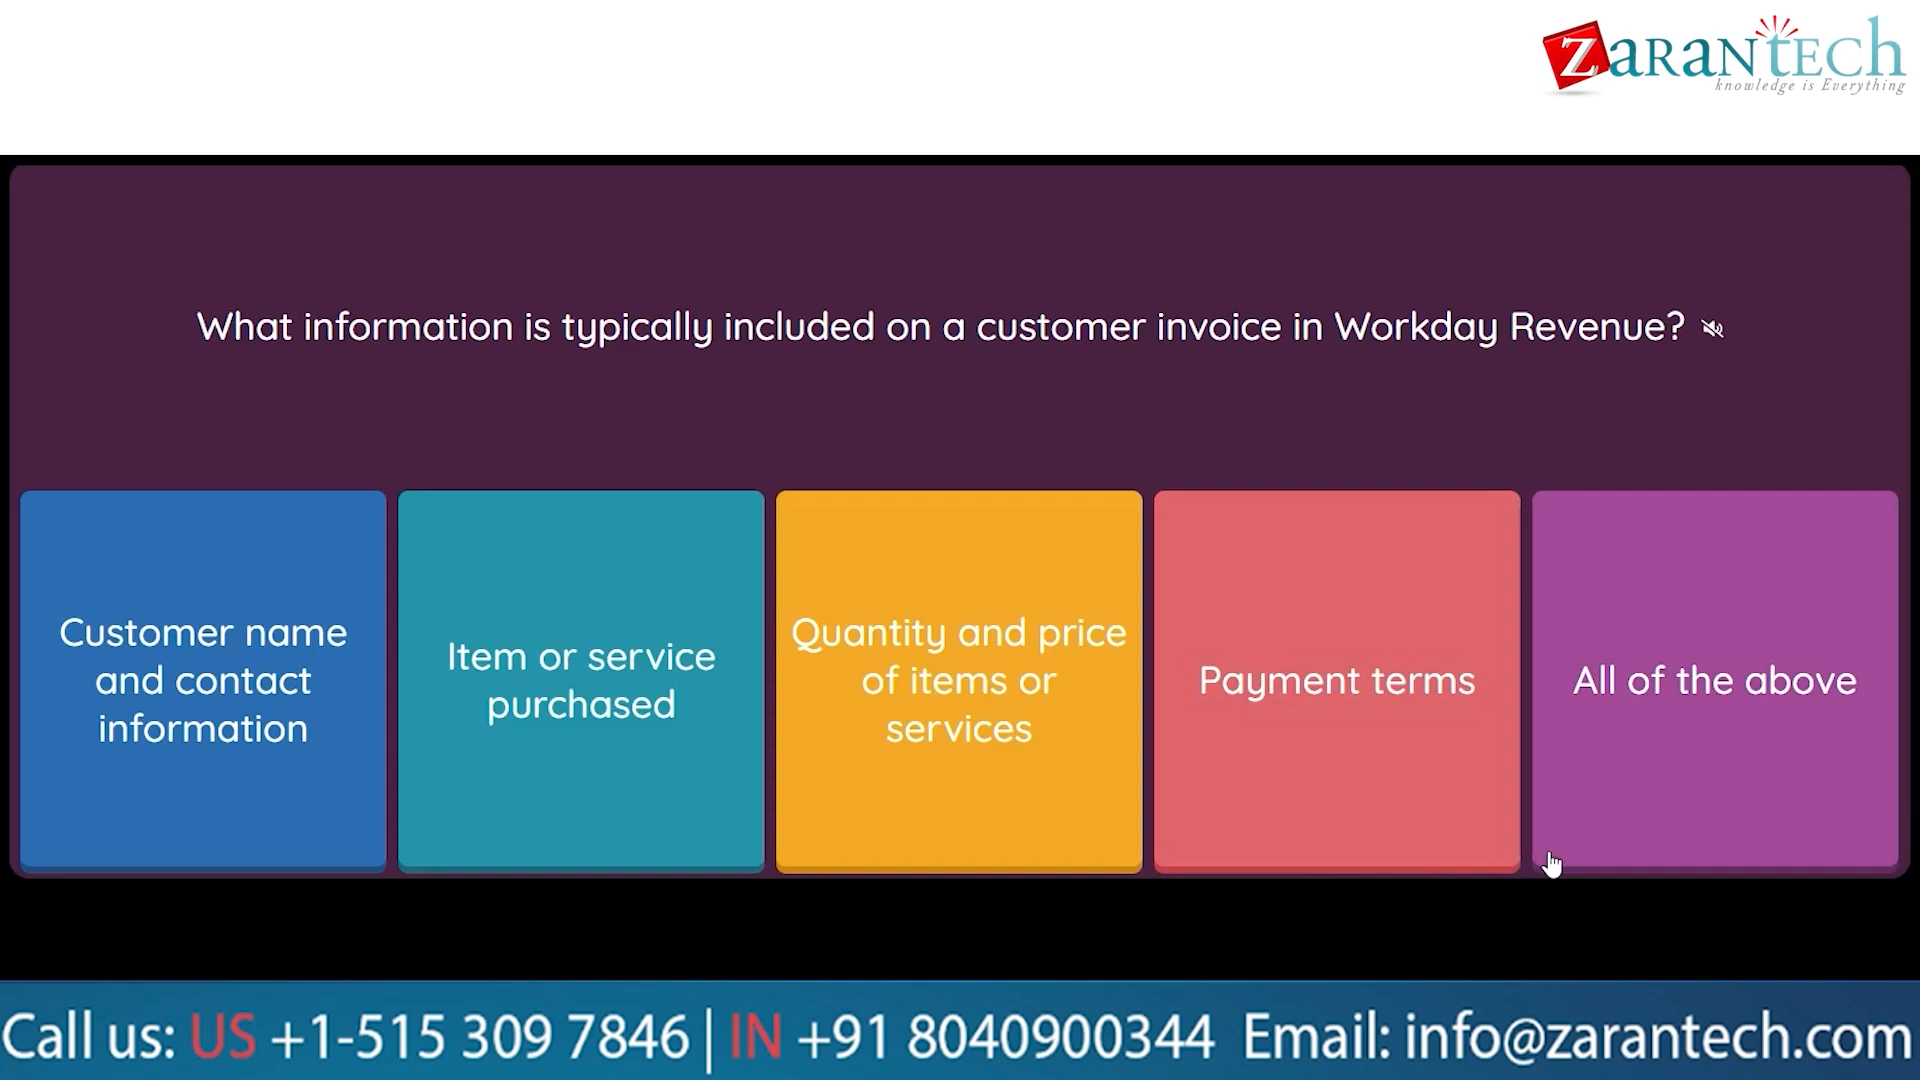 ZARANTECH
knowledge is Everything
What information is typically included on a customer invoice in Workday Revenue?
Customer name
and contact
information
Item or service
purchased
Quantity and price
of items or
services
Payment terms
All of the above
Call us: US +1-515 309 7846 | IN +91 8040900344 Email: info@zarantech.com